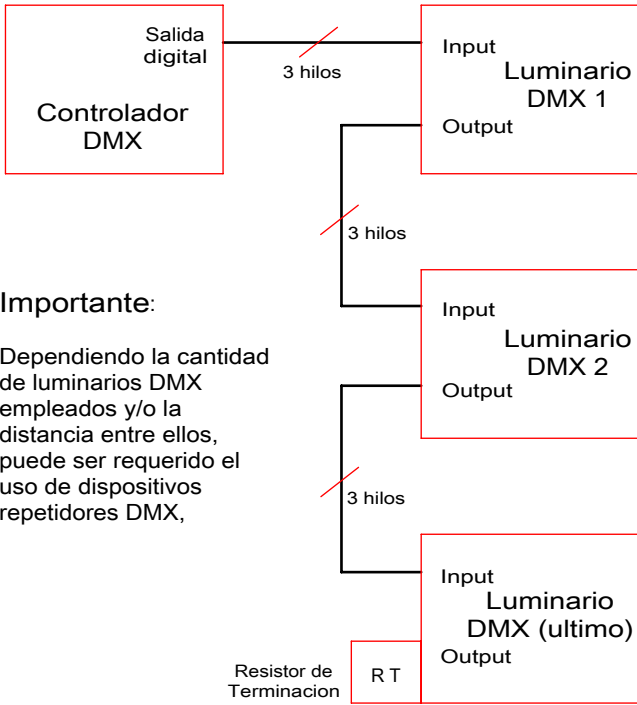 Salida
digital
Controlador
DMX
3 hilos
Input
Luminario
DMX 1
Output
3 hilos
Importante:
Dependiendo la cantidad
de luminarios DMX
empleados y/o la
distancia entre ellos,
puede ser requerido el
uso de dispositivos
repetidores DMX,
Input
Luminario
DMX 2
Output
3 hilos
Input
Luminario
DMX (ultimo)
Output
Resistor de
Terminacion
R T